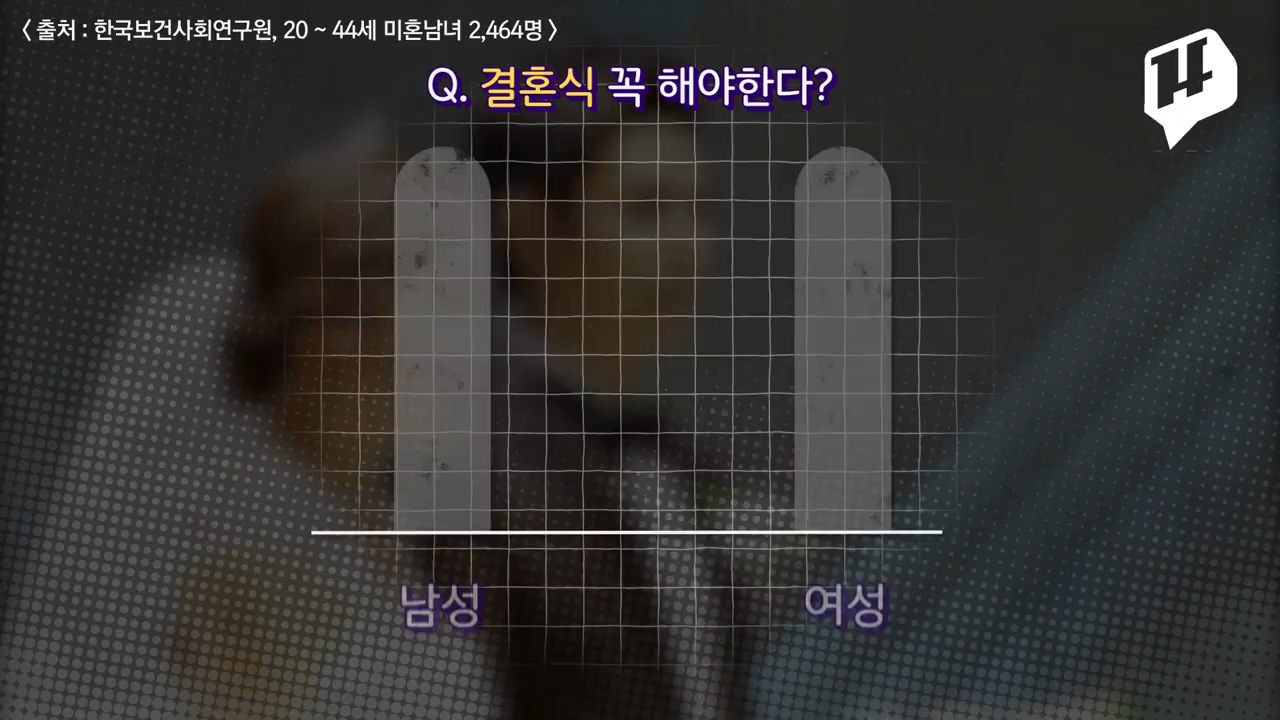 < 출처 : 한국보건사회연구원, 20 ~ 44세 미혼남녀 2,464명 >
Q. 결혼식 꼭 해야한다?
남성
여성